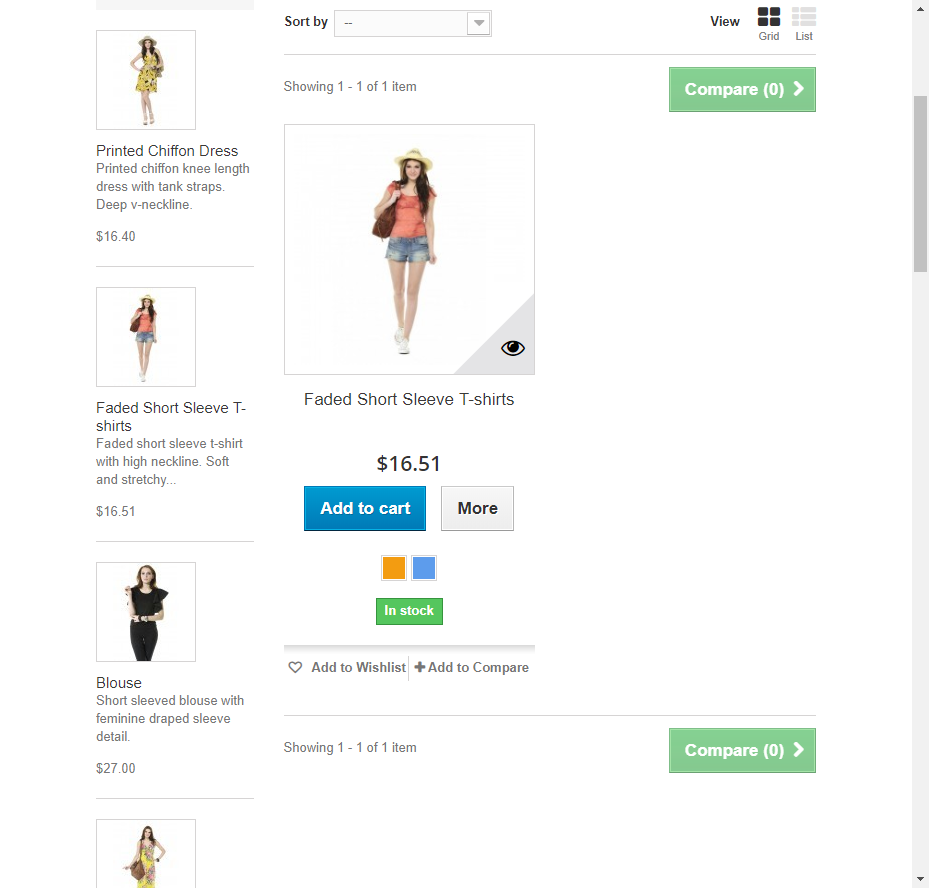 Sort by
--
View
Grid
List
Showing 1 - 1 of 1 item
Compare (0)
Printed Chiffon Dress
Printed chiffon knee length
dress with tank straps.
Deep v-neckline.
$16.40
Faded Short Sleeve T-
shirts
Faded short sleeve t-shirt
with high neckline. Soft
and stretchy...
$16.51
Blouse
Short sleeved blouse with
feminine draped sleeve
detail.
$27.00
Faded Short Sleeve T-shirts
$16.51
Add to cart
More
In stock
Add to Wishlist
Add to Compare
Showing 1 - 1 of 1 item
Compare (0)